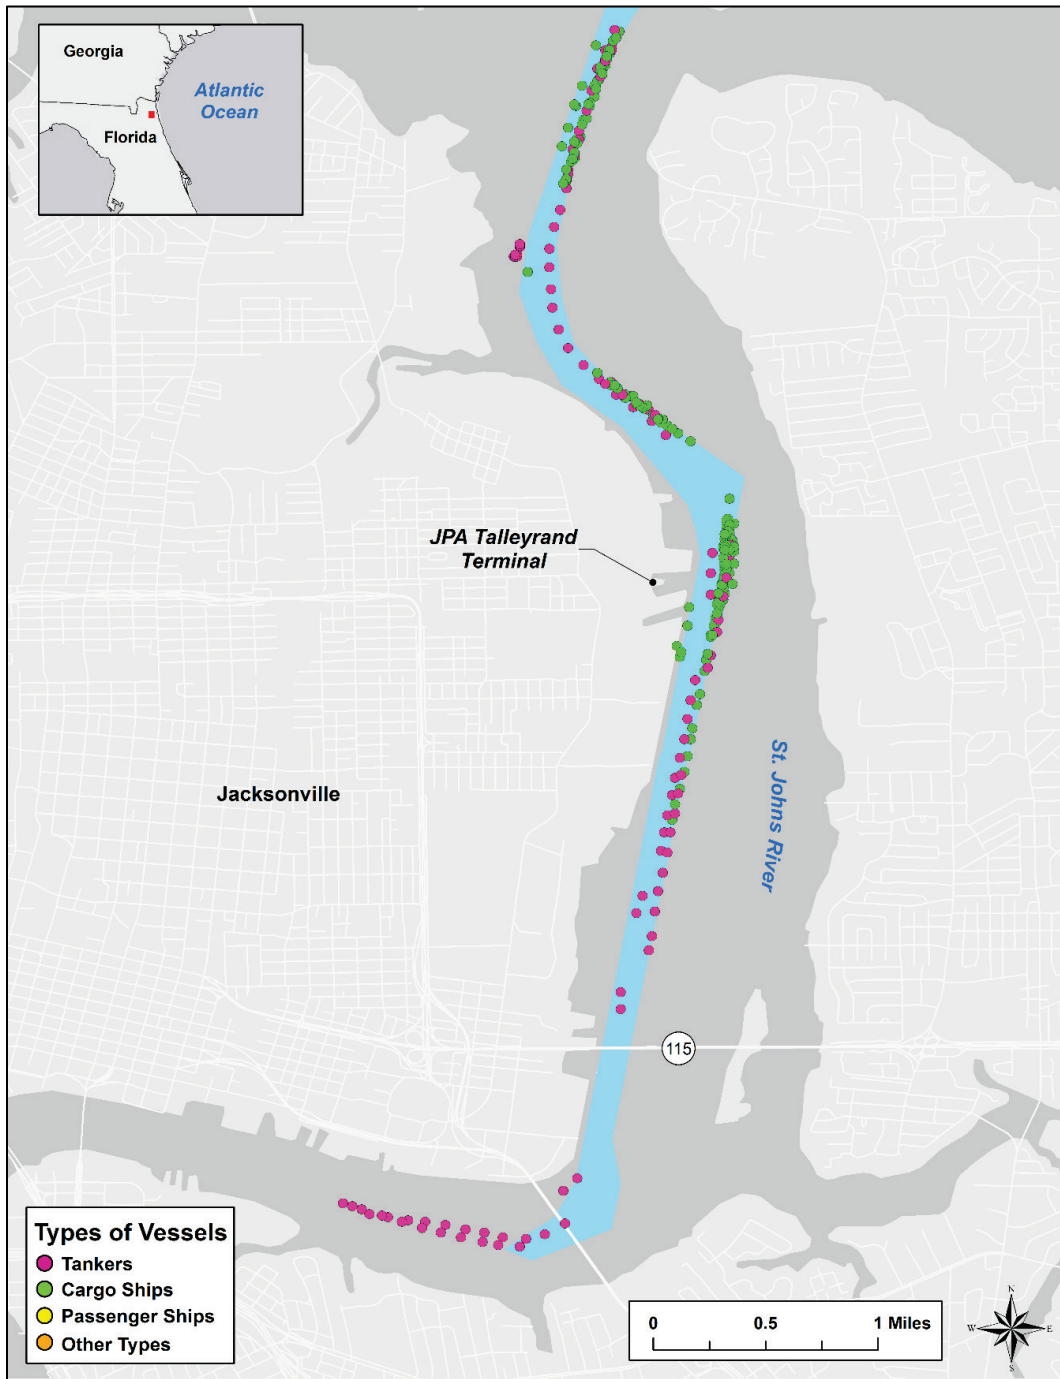 Georgia
Atlantic
Ocean
Florida
JPA Talleyrand
Terminal
Jacksonville
St. Johns River
115
Types of Vessels
Tankers
Cargo Ships
Passenger Ships
Other Types
0 0.5 1 Miles
N
W E
S